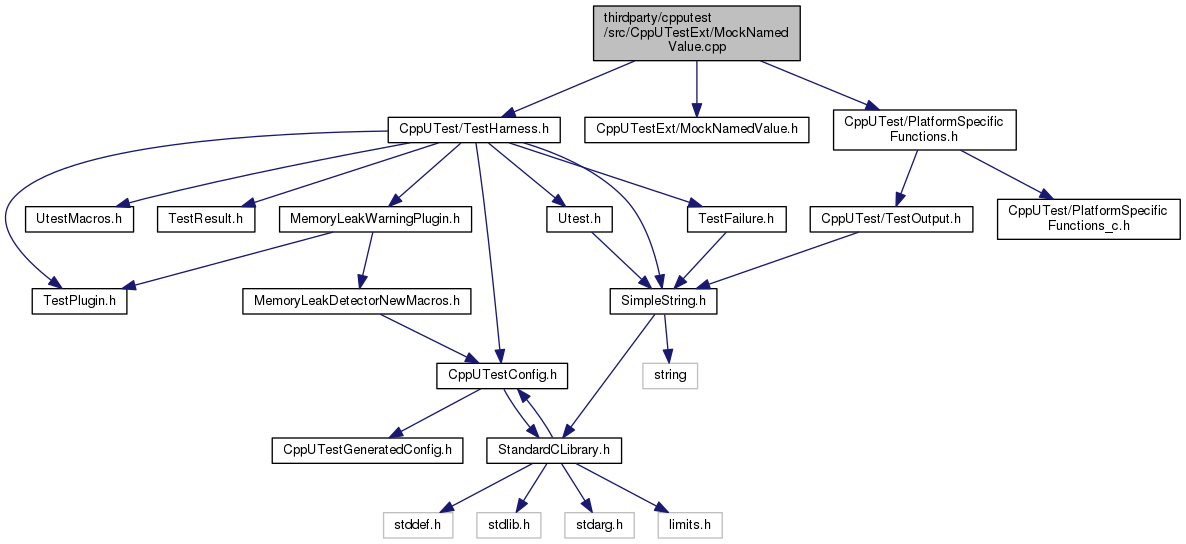 thirdparty/cpputest
/src/CppUTestExt/MockNamed
Value.cpp
CppUTest/TestHarness.h
CppUTestExt/MockNamedValue.h
CppUTest/PlatformSpecific
Functions.h
UtestMacros.h
TestResult.h
MemoryLeakWarningPlugin.h
Utest.h
TestFailure.h
CppUTest/TestOutput.h
CppUTest/PlatformSpecific
Functions_c.h
TestPlugin.h
MemoryLeakDetectorNewMacros.h
SimpleString.h
CppUTestConfig.h
string
CppUTestGeneratedConfig.h
StandardCLibrary.h
stddef.h
stdlib.h
stdarg.h
limits.h